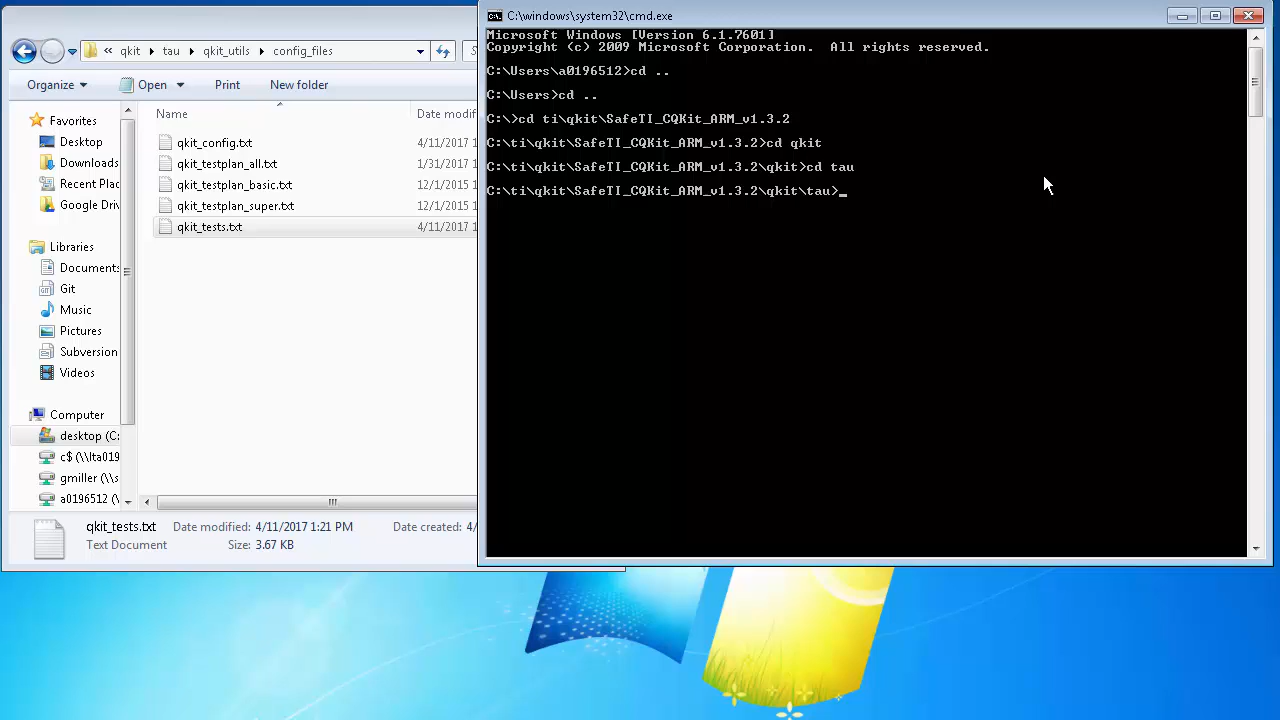 « qkit ▸ tau ▸ qkit_utils ▸ config_files
Organize
Open
Print
New folder
Name
Date modif
Favorites
Desktop
Downloads
Recent Plac
Google Driv
Libraries
Documents
Git
Music
Pictures
Subversion
Videos
Computer
desktop (C:
c$ (\\lta019
gmiller (\\s
a0196512 (\
qkit_config.txt 4/11/2017 1
qkit_testplan_all.txt 1/31/2017 1
qkit_testplan_basic.txt 12/1/2015 1
qkit_testplan_super.txt 12/1/2015 1
qkit_tests.txt 4/11/2017 1
qkit_tests.txt Date modified: 4/11/2017 1:21 PM Date created: 4/
Text Document Size: 3.67 KB
C:\windows\system32\cmd.exe
Microsoft Windows [Version 6.1.7601]
Copyright (c) 2009 Microsoft Corporation.  All rights reserved.
C:\Users\a0196512>cd ..
C:\Users>cd ..
C:\>cd ti\qkit\SafeTI_CQKit_ARM_v1.3.2
C:\ti\qkit\SafeTI_CQKit_ARM_v1.3.2>cd qkit
C:\ti\qkit\SafeTI_CQKit_ARM_v1.3.2\qkit>cd tau
C:\ti\qkit\SafeTI_CQKit_ARM_v1.3.2\qkit\tau>_